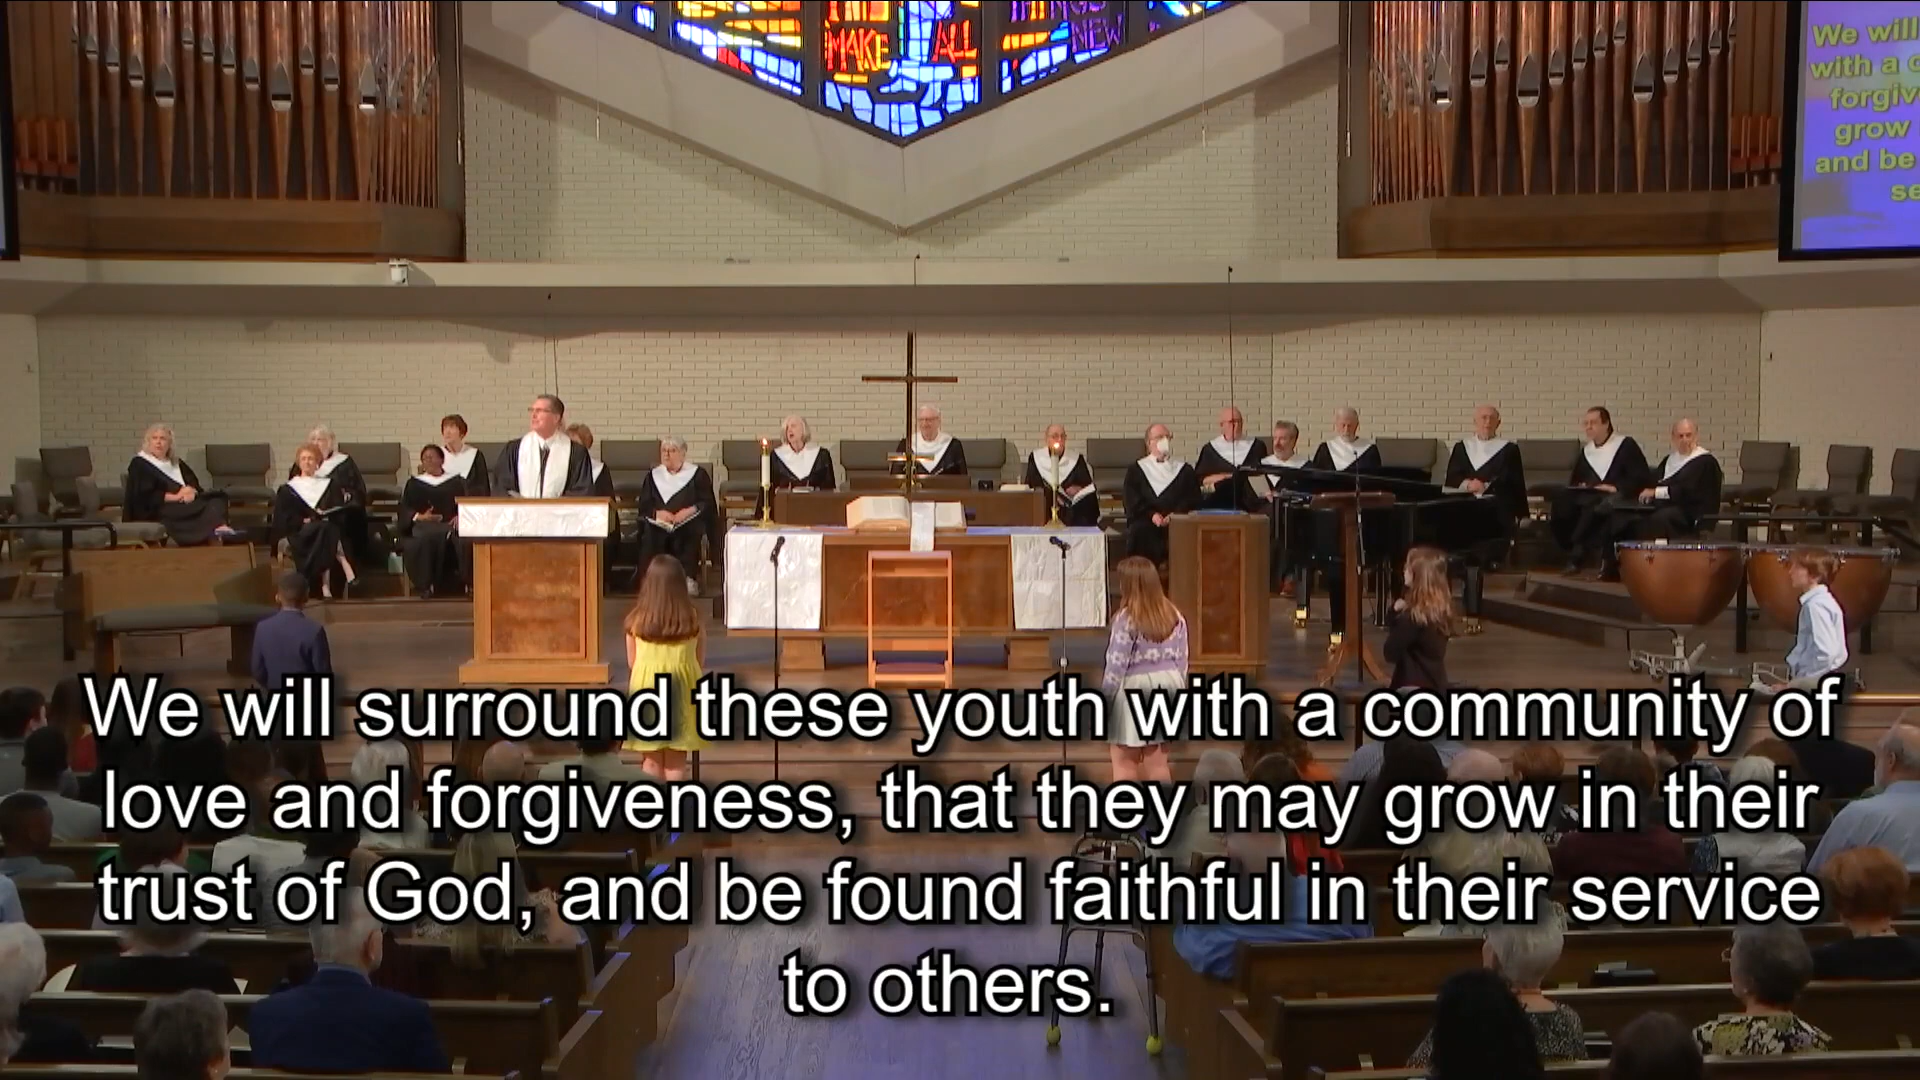 MAKE ALL
THINGS
NEW
We will
with a
forgiv
grow
and be
se
We will surround these youth with a community of
love and forgiveness, that they may grow in their
trust of God, and be found faithful in their service
to others.